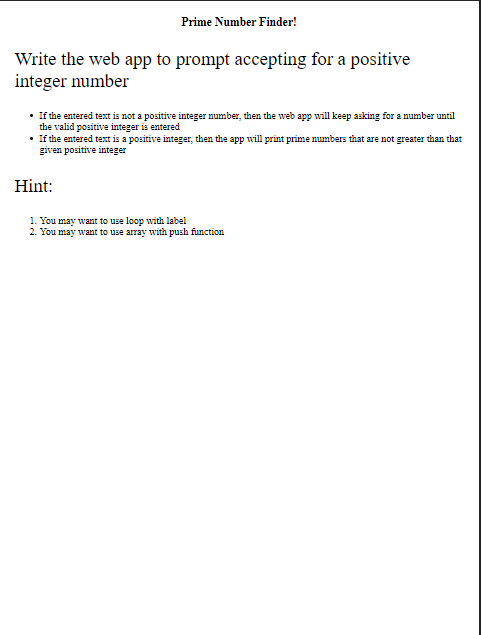 Prime Number Finder!
Write the web app to prompt accepting for a positive
integer number
• If the entered text is not a positive integer number, then the web app will keep asking for a number until
the valid positive integer is entered
• If the entered text is a positive integer, then the app will print prime numbers that are not greater than that
given positive integer
Hint:
1. You may want to use loop with label
2. You may want to use array with push function